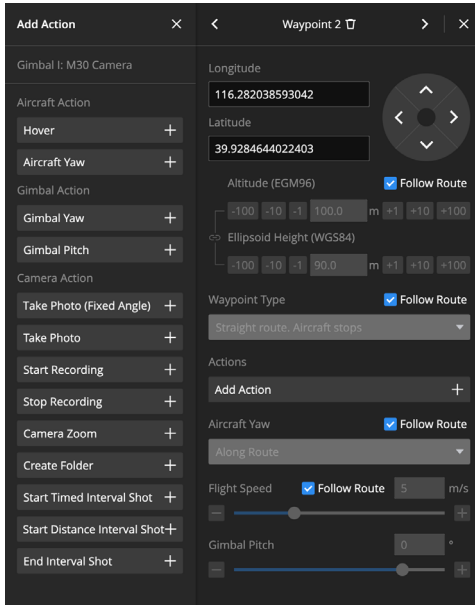 Add Action
Gimbal I: M30 Camera
Aircraft Action
Hover
Aircraft Yaw
Gimbal Action
Gimbal Yaw
Gimbal Pitch
Camera Action
Take Photo (Fixed Angle)
Take Photo
Start Recording
Stop Recording
Camera Zoom
Create Folder
Start Timed Interval Shot
Start Distance Interval Shot
End Interval Shot
Waypoint 2
Longitude
116.282038593042
Latitude
39.9284644022403
Altitude (EGM96) Follow Route
-100 -10 -1 100.0 m +1 +10 +100
Ellipsoid Height (WGS84)
-100 -10 -1 90.0 m +1 +10 +100
Waypoint Type Follow Route
Straight route. Aircraft stops
Actions
Add Action
Aircraft Yaw Follow Route
Along Route
Flight Speed Follow Route 5 m/s
Gimbal Pitch 0 °